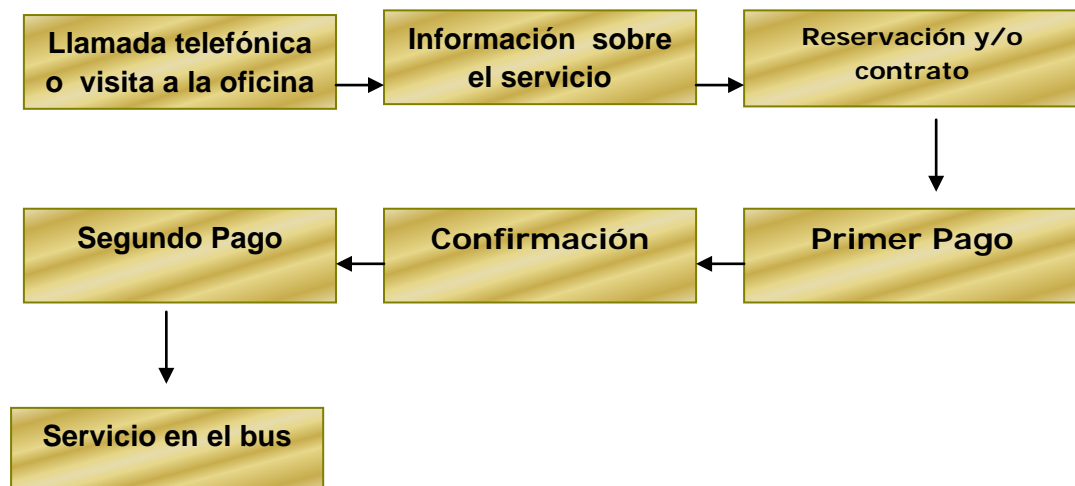 Llamada telefónica
o visita a la oficina
Información sobre
el servicio
Reservación y/o
contrato
Primer Pago
Confirmación
Segundo Pago
Servicio en el bus